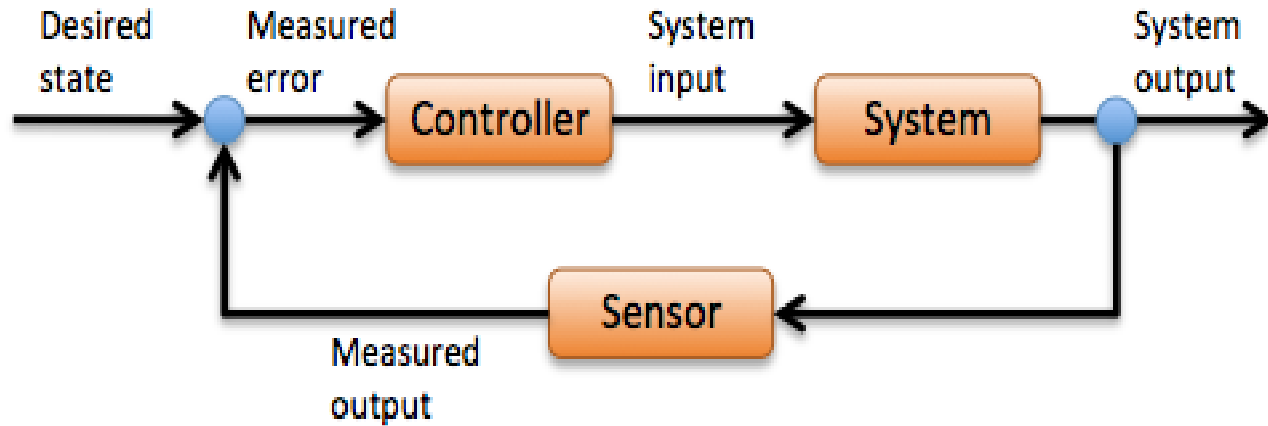 Desired
state
Measured
error
Controller
System
input
System
System
output
Sensor
Measured
output